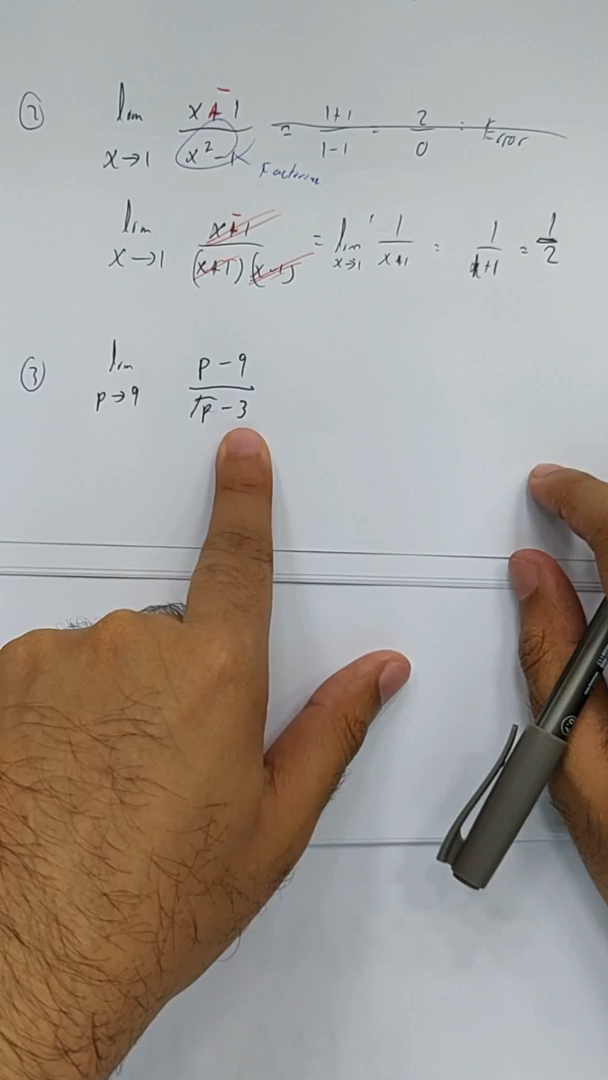 ② lim x→1 x-1/x²-1 = 1+1/1-1 = 2/0 = Error
Factorise
lim x→1 x-1/(x+1)(x-1) = lim x→1 1/x+1 = 1/1+1 = 1/2
③ lim p→9 p-9/√p-3